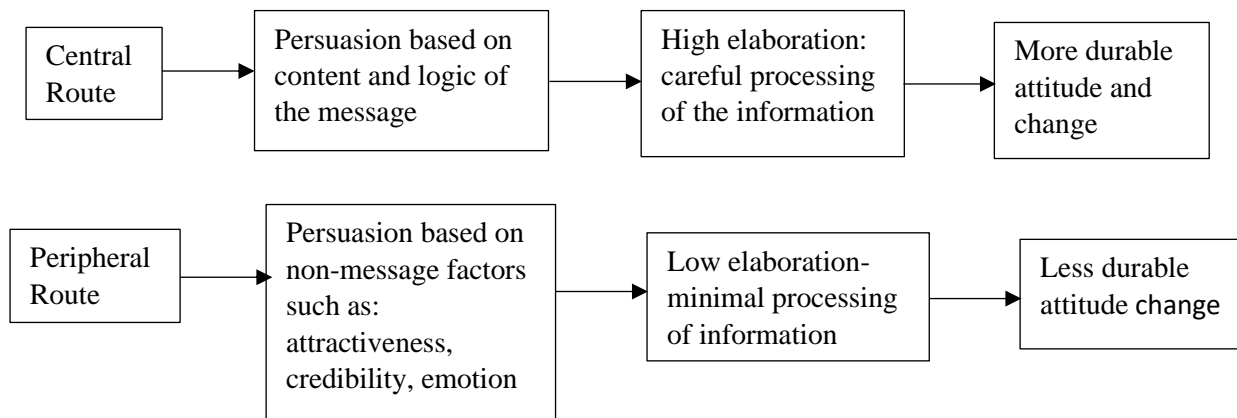 Central
Route
Persuasion based on
content and logic of
the message
High elaboration:
careful processing
of the information
More durable
attitude and
change
Peripheral
Route
Persuasion based on
non-message factors
such as:
attractiveness,
credibility, emotion
Low elaboration-
minimal processing
of information
Less durable
attitude change